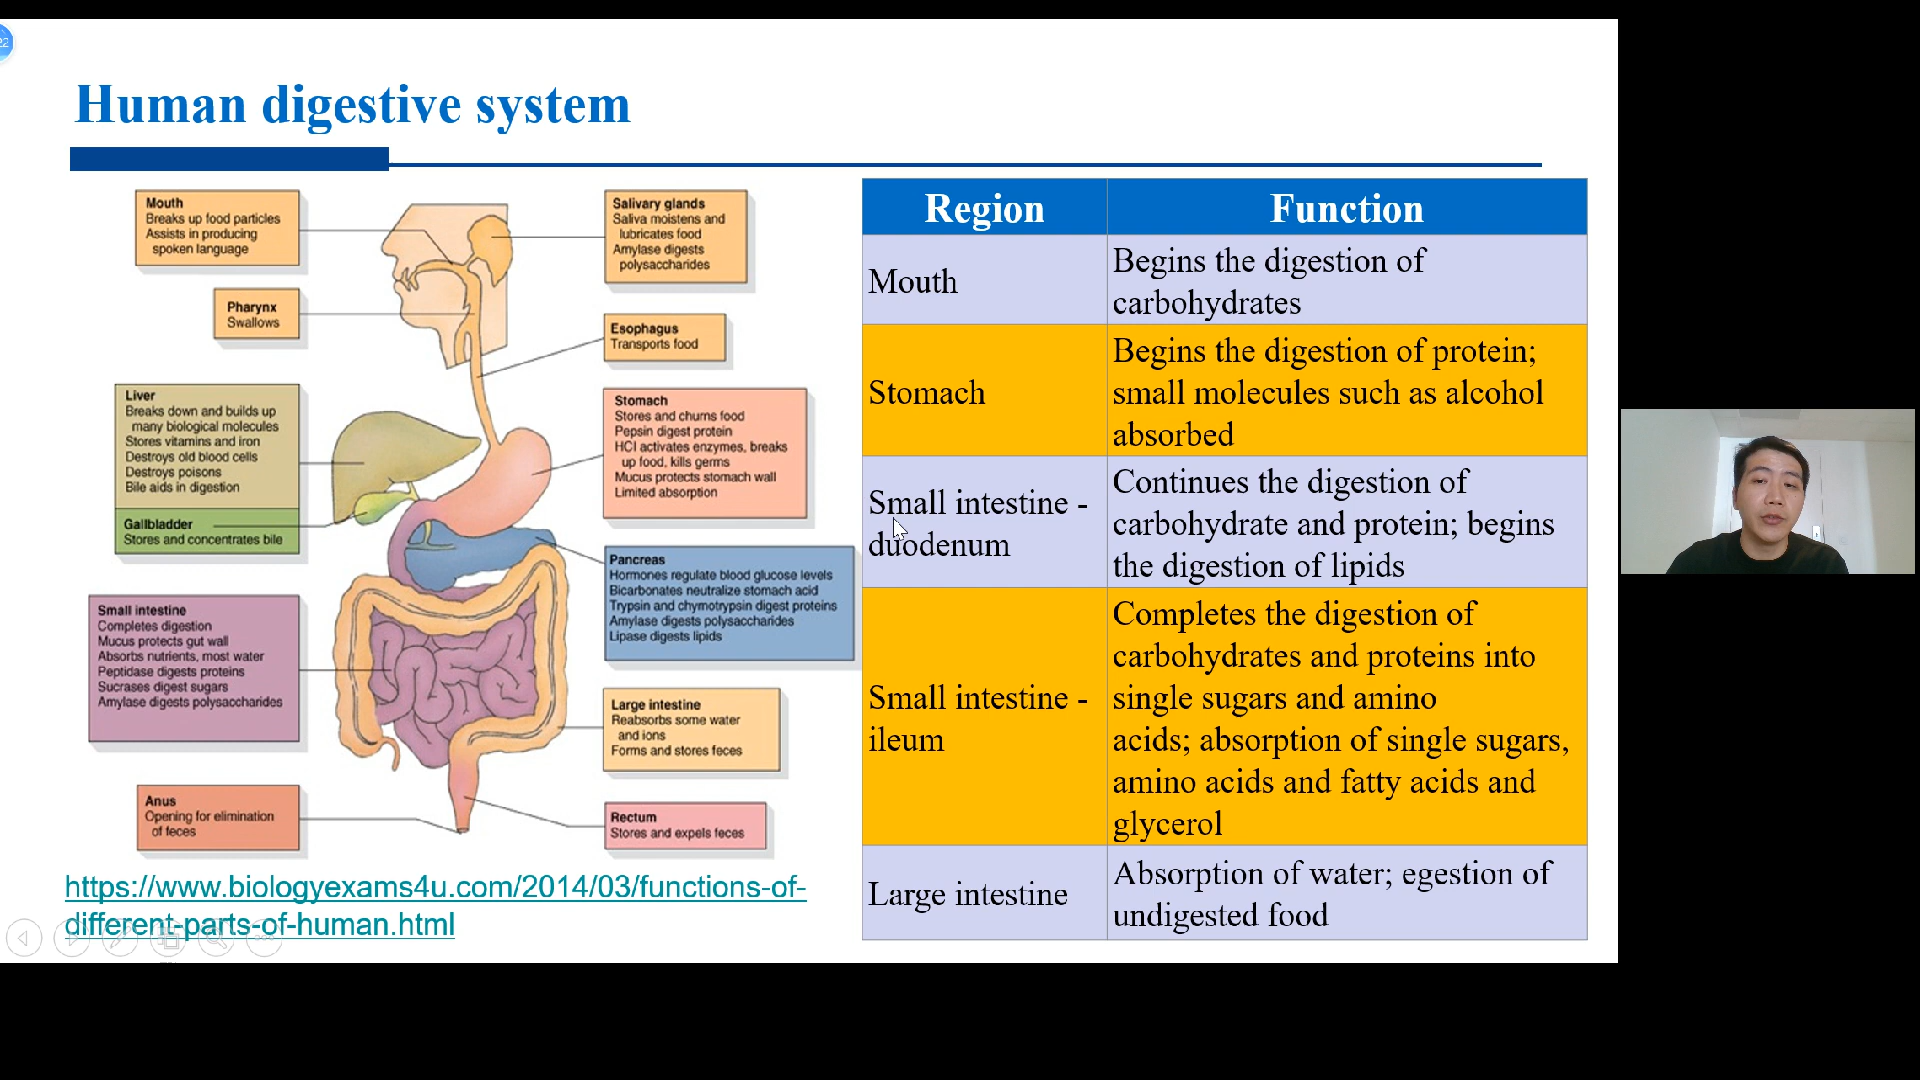 22
Human digestive system
Mouth
Breaks up food particles
Assists in producing
spoken language
Pharynx
Swallows
Liver
Breaks down and builds up
many biological molecules
Stores vitamins and iron
Destroys old blood cells
Destroys poisons
Bile aids in digestion
Gallbladder
Stores and concentrates bile
Small intestine
Completes digestion
Mucus protects gut wall
Absorbs nutrients, most water
Peptidase digests proteins
Sucrases digest sugars
Amylase digests polysaccharides
Anus
Opening for elimination
of feces
Salivary glands
Saliva moistens and
lubricates food
Amylase digests
polysaccharides
Esophagus
Transports food
Stomach
Stores and churns food
Pepsin digest protein
HCl activates enzymes, breaks
up food, kills germs
Mucus protects stomach wall
Limited absorption
Pancreas
Hormones regulate blood glucose levels
Bicarbonates neutralize stomach acid
Trypsin and chymotrypsin digest proteins
Amylase digests polysaccharides
Lipase digests lipids
Large intestine
Reabsorbs some water
and ions
Forms and stores feces
Rectum
Stores and expels feces
https://www.biologyexams4u.com/2014/03/functions-of-
different-parts-of-human.html
Region Function
Mouth
Begins the digestion of
carbohydrates
Stomach
Begins the digestion of protein;
small molecules such as alcohol
absorbed
Small intestine -
duodenum
Continues the digestion of
carbohydrate and protein; begins
the digestion of lipids
Small intestine -
ileum
Completes the digestion of
carbohydrates and proteins into
single sugars and amino
acids; absorption of single sugars,
amino acids and fatty acids and
glycerol
Large intestine
Absorption of water; egestion of
undigested food